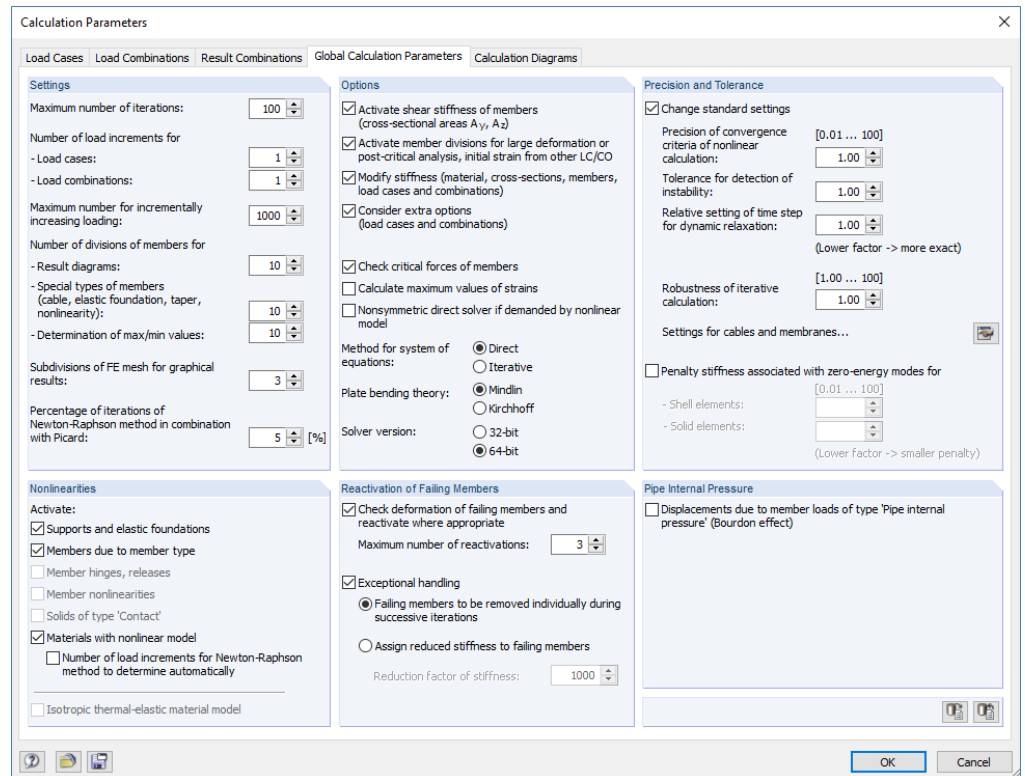 Calculation Parameters
Load Cases Load Combinations Result Combinations Global Calculation Parameters Calculation Diagrams
Settings
Maximum number of iterations: 100
Number of load increments for
- Load cases: 1
- Load combinations: 1
Maximum number for incrementally
increasing loading: 1000
Number of divisions of members for
- Result diagrams: 10
- Special types of members
(cable, elastic foundation, taper,
nonlinearity): 10
- Determination of max/min values: 10
Subdivisions of FE mesh for graphical
results: 3
Percentage of iterations of
Newton-Raphson method in combination
with Picard: 5 [%]
Options
Activate shear stiffness of members
(cross-sectional areas Ay, Az)
Activate member divisions for large deformation or
post-critical analysis, initial strain from other LC/CO
Modify stiffness (material, cross-sections, members,
load cases and combinations)
Consider extra options
(load cases and combinations)
Check critical forces of members
Calculate maximum values of strains
Nonsymmetric direct solver if demanded by nonlinear
model
Method for system of
equations:
Direct
Iterative
Plate bending theory:
Mindlin
Kirchhoff
Solver version:
32-bit
64-bit
Precision and Tolerance
Change standard settings
Precision of convergence
criteria of nonlinear
calculation:
[0.01 ... 100]
1.00
Tolerance for detection of
instability: 1.00
Relative setting of time step
for dynamic relaxation: 1.00
(Lower factor -> more exact)
[1.00 ... 100]
Robustness of iterative
calculation: 1.00
Settings for cables and membranes...
Penalty stiffness associated with zero-energy modes for
[0.01 ... 100]
- Shell elements:
- Solid elements:
(Lower factor -> smaller penalty)
Nonlinearities
Activate:
Supports and elastic foundations
Members due to member type
Member hinges, releases
Member nonlinearities
Solids of type 'Contact'
Materials with nonlinear model
Number of load increments for Newton-Raphson
method to determine automatically
Isotropic thermal-elastic material model
Reactivation of Failing Members
Check deformation of failing members and
reactivate where appropriate
Maximum number of reactivations: 3
Exceptional handling
Failing members to be removed individually during
successive iterations
Assign reduced stiffness to failing members
Reduction factor of stiffness: 1000
Pipe Internal Pressure
Displacements due to member loads of type 'Pipe internal
pressure' (Bourdon effect)
OK Cancel